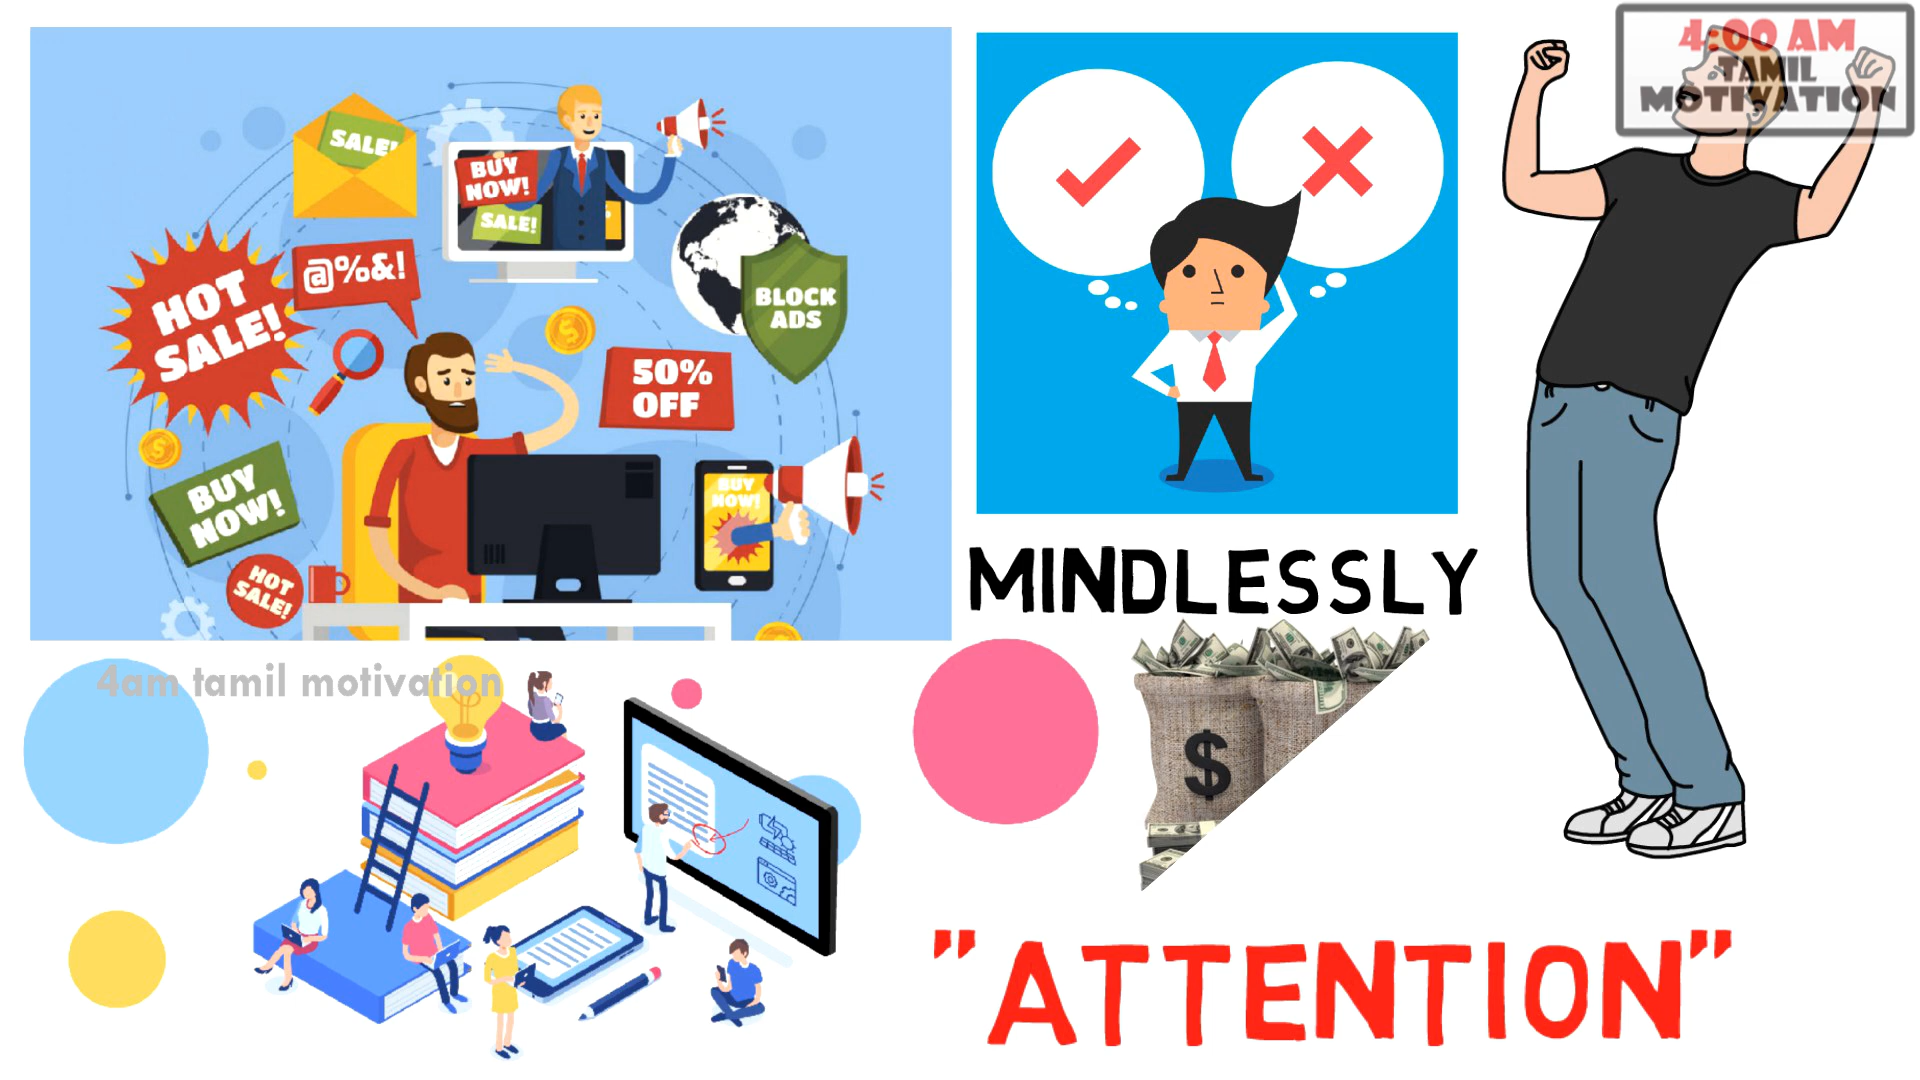 4:00 AM
TAMIL
MOTIVATION
SALE!
BUY
NOW!
SALE!
@%&!
HOT
SALE!
BLOCK
ADS
50%
OFF
BUY
NOW!
BUY
NOW!
HOT
SALE!
MINDLESSLY
4am tamil motivation
$
"ATTENTION"